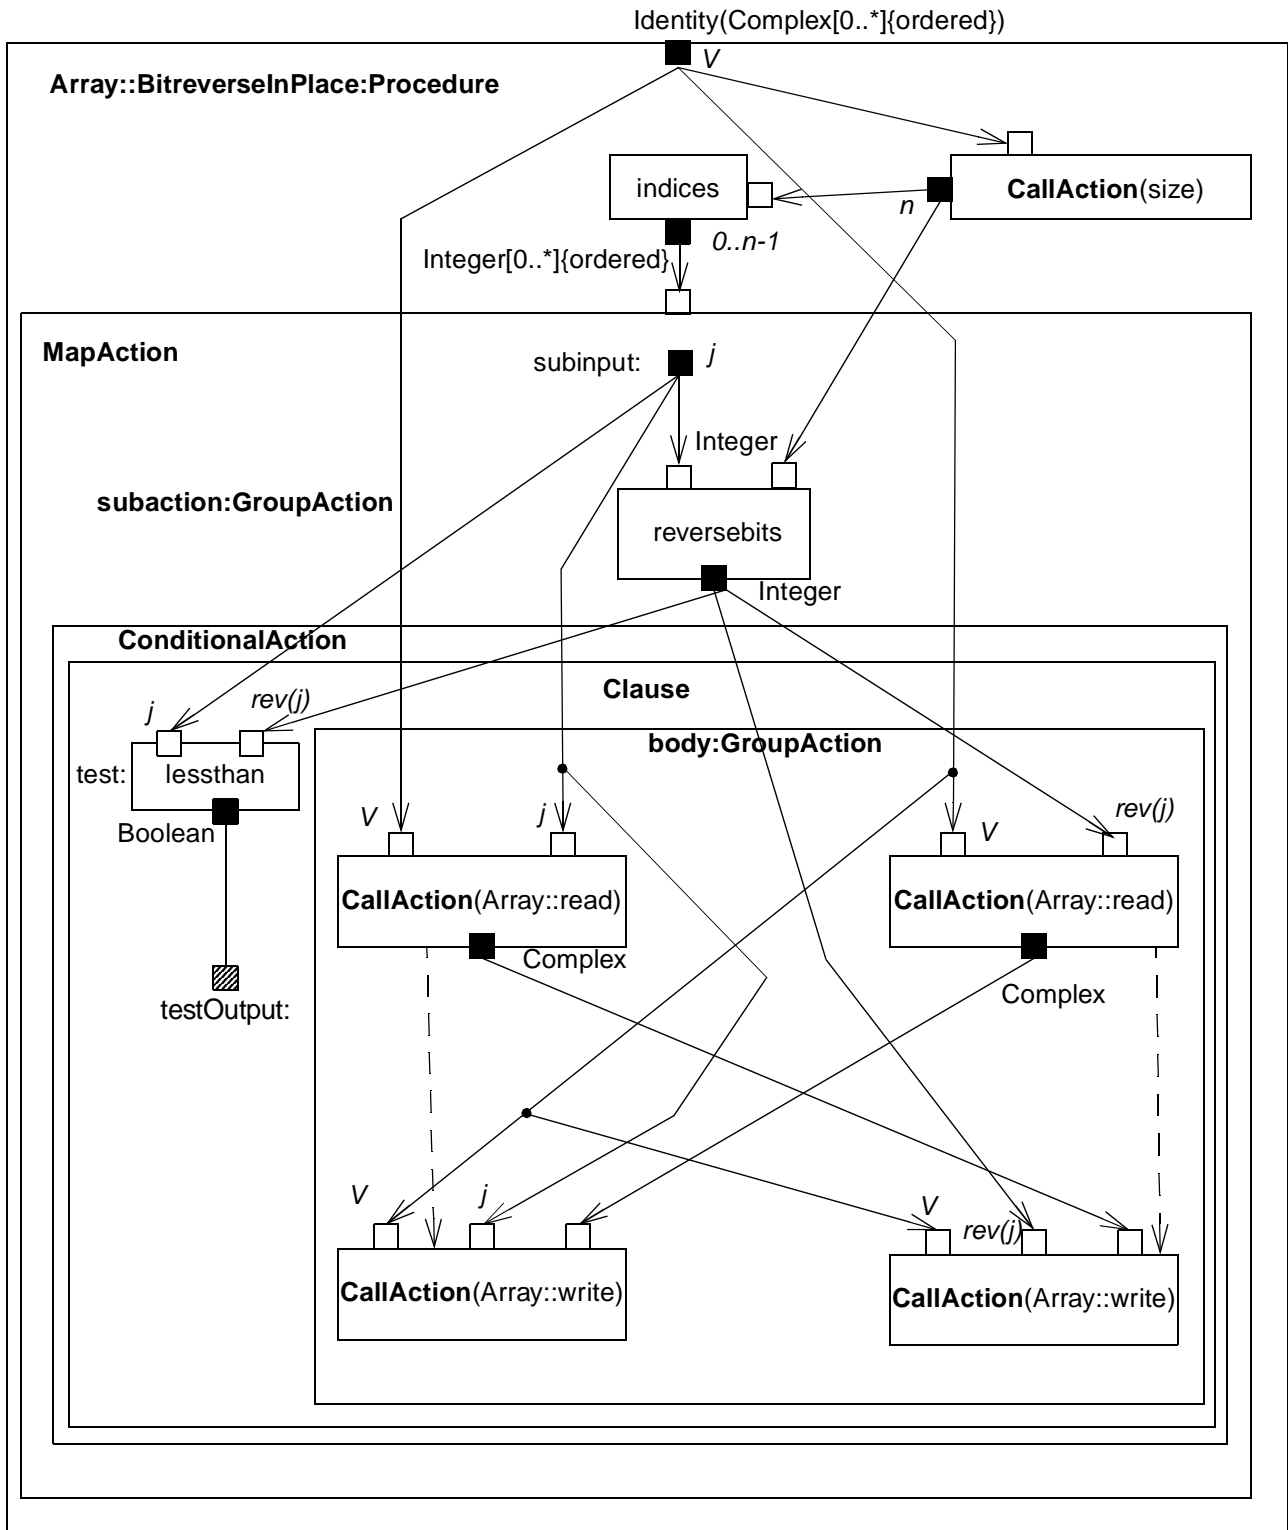 Identity(Complex[0..*]{ordered})
V
Array::BitreverseInPlace:Procedure
indices
CallAction(size)
n
0..n-1
Integer[0..*]{ordered}
MapAction
subinput:
j
Integer
subaction:GroupAction
reversebits
Integer
ConditionalAction
Clause
j
rev(j)
body:GroupAction
test:
lessthan
V
j
V
rev(j)
Boolean
CallAction(Array::read)
CallAction(Array::read)
Complex
Complex
testOutput:
V
j
V
rev(j)
CallAction(Array::write)
CallAction(Array::write)